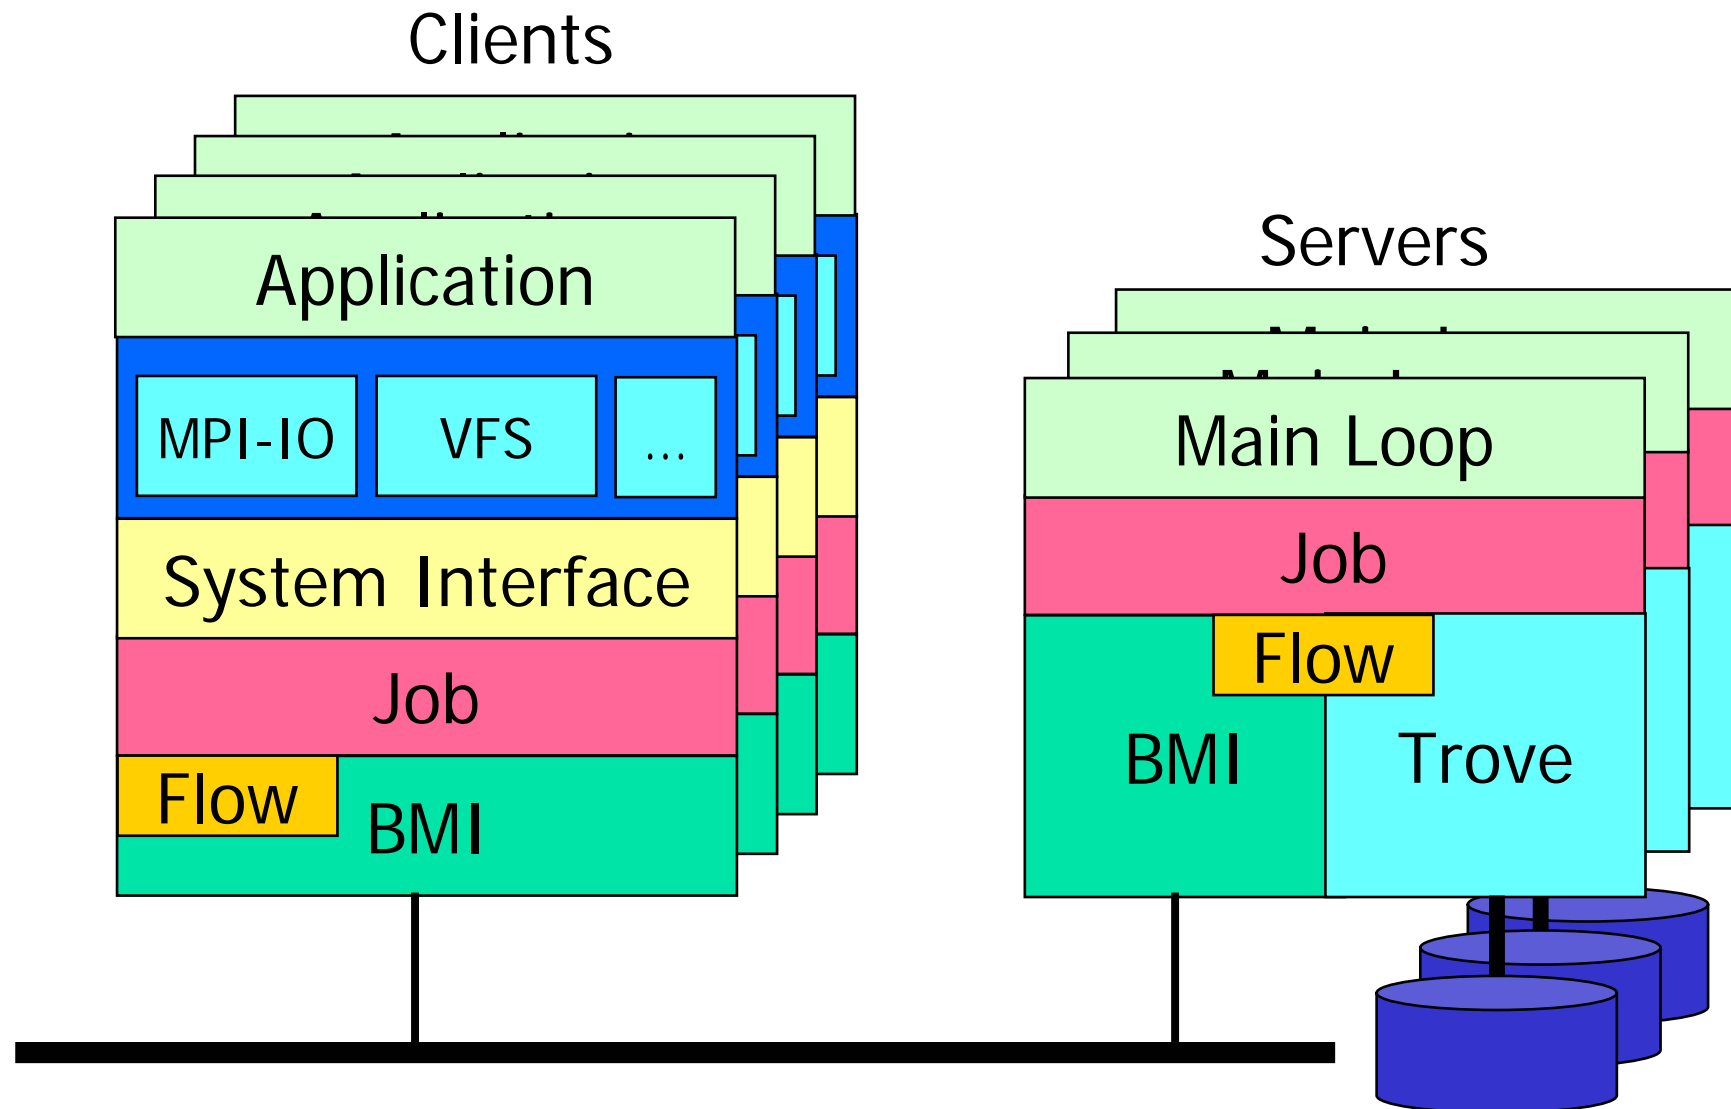 Clients
Application
MPI-IO VFS ...
System Interface
Job
Flow
BMI
Servers
Main Loop
Job
Flow
BMI Trove